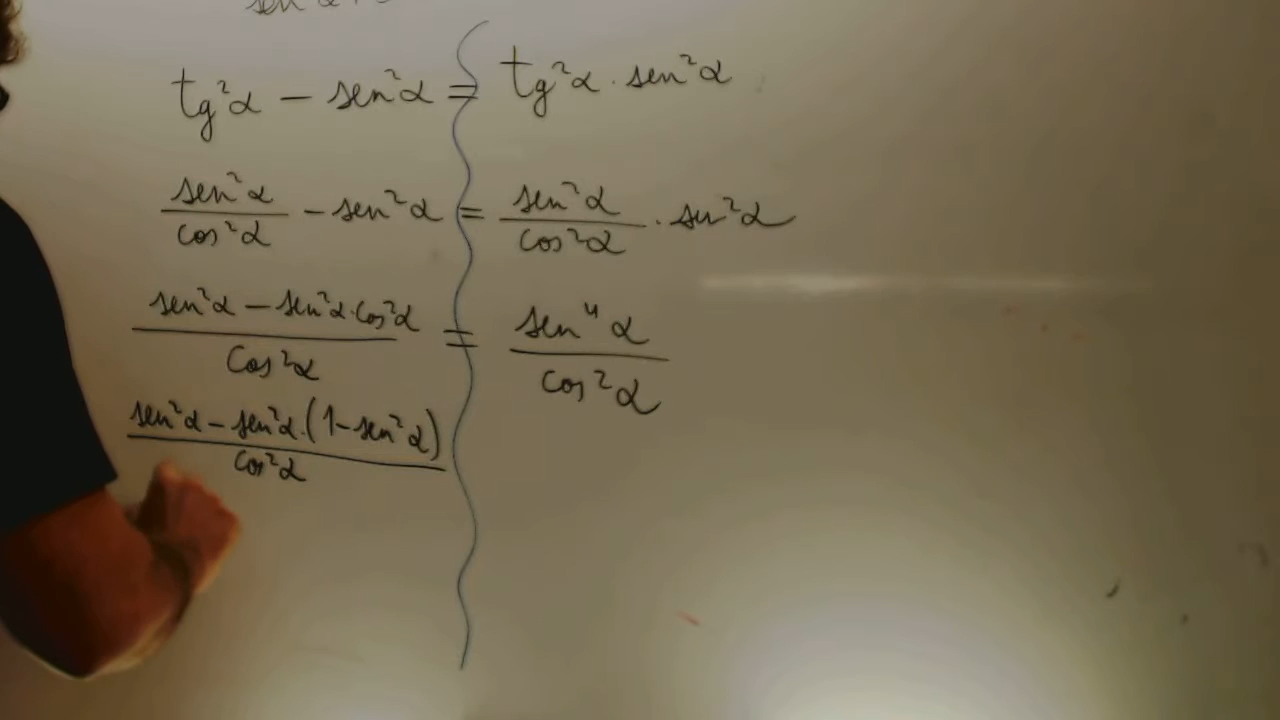 sen²α + 
tg²α − sen²α = tg²α · sen²α
sen²α/cos²α − sen²α = sen²α/cos²α · sen²α
(sen²α − sen²α·cos²α)/cos²α = sen⁴α/cos²α
(sen²α − sen²α·(1−sen²α))/cos²α